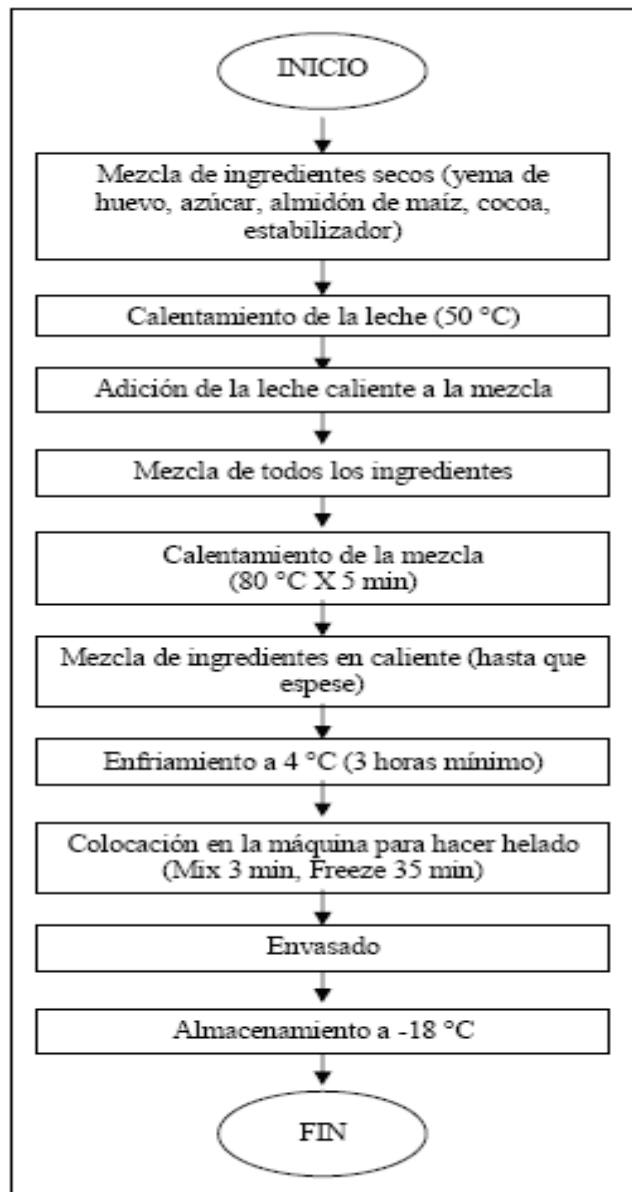 INICIO
Mezcla de ingredientes secos (yema de
huevo, azúcar, almidón de maíz, cocoa,
estabilizador)
Calentamiento de la leche (50 °C)
Adición de la leche caliente a la mezcla
Mezcla de todos los ingredientes
Calentamiento de la mezcla
(80 °C X 5 min)
Mezcla de ingredientes en caliente (hasta que
espese)
Enfriamiento a 4 °C (3 horas mínimo)
Colocación en la máquina para hacer helado
(Mix 3 min, Freeze 35 min)
Envasado
Almacenamiento a -18 °C
FIN